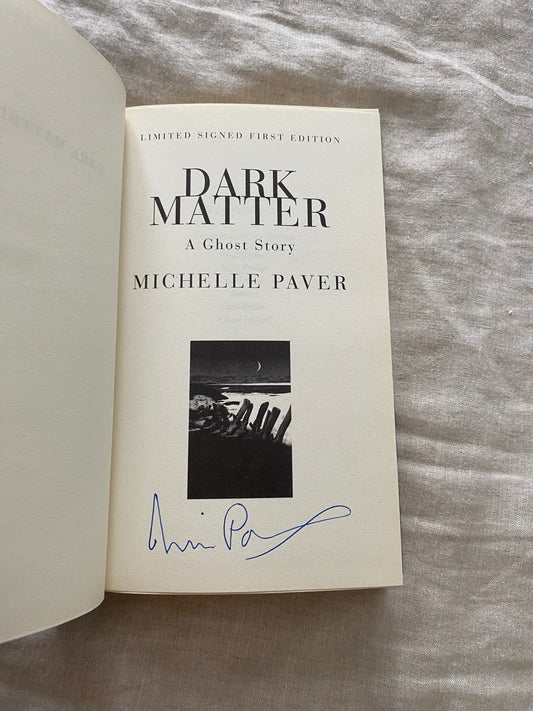 LIMITED SIGNED FIRST EDITION
DARK
MATTER
A Ghost Story
MICHELLE PAVER